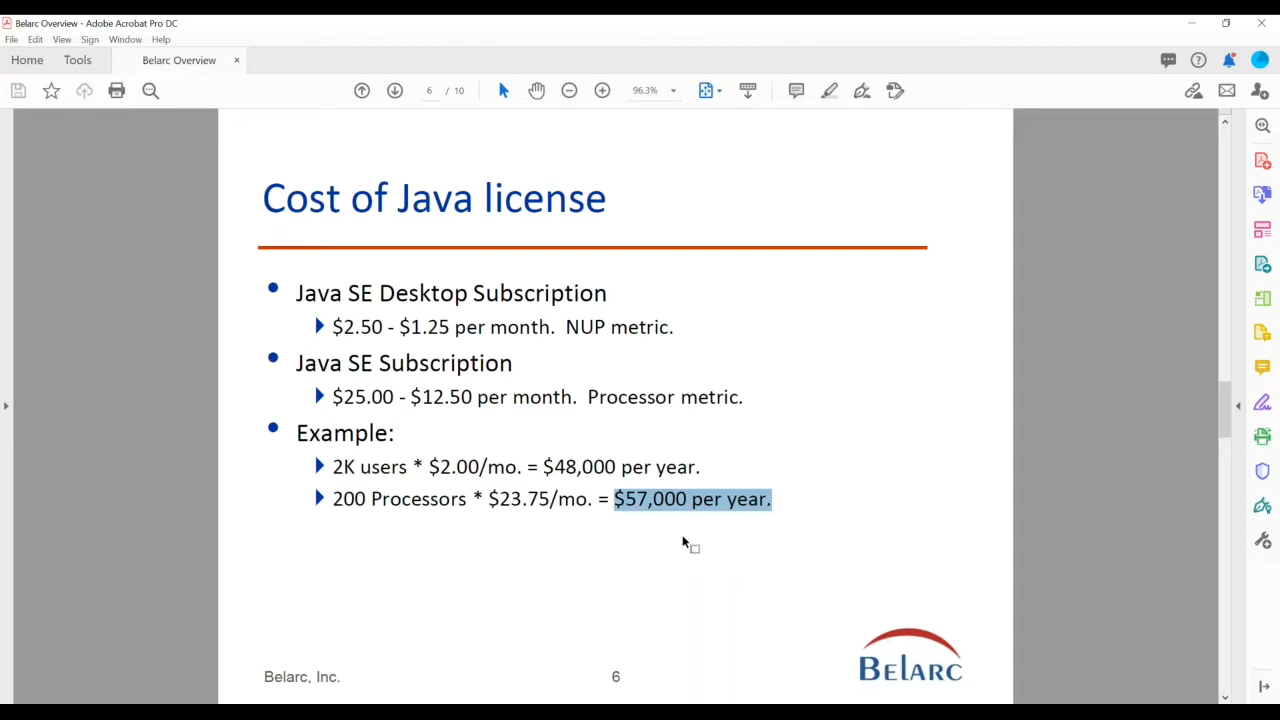 Belarc Overview - Adobe Acrobat Pro DC
File Edit View Sign Window Help
Home Tools Belarc Overview ×
6 / 10 96.3%
Cost of Java license
• Java SE Desktop Subscription
$2.50 - $1.25 per month. NUP metric.
• Java SE Subscription
$25.00 - $12.50 per month. Processor metric.
• Example:
2K users * $2.00/mo. = $48,000 per year.
200 Processors * $23.75/mo. = $57,000 per year.
Belarc, Inc.
6
BELARC